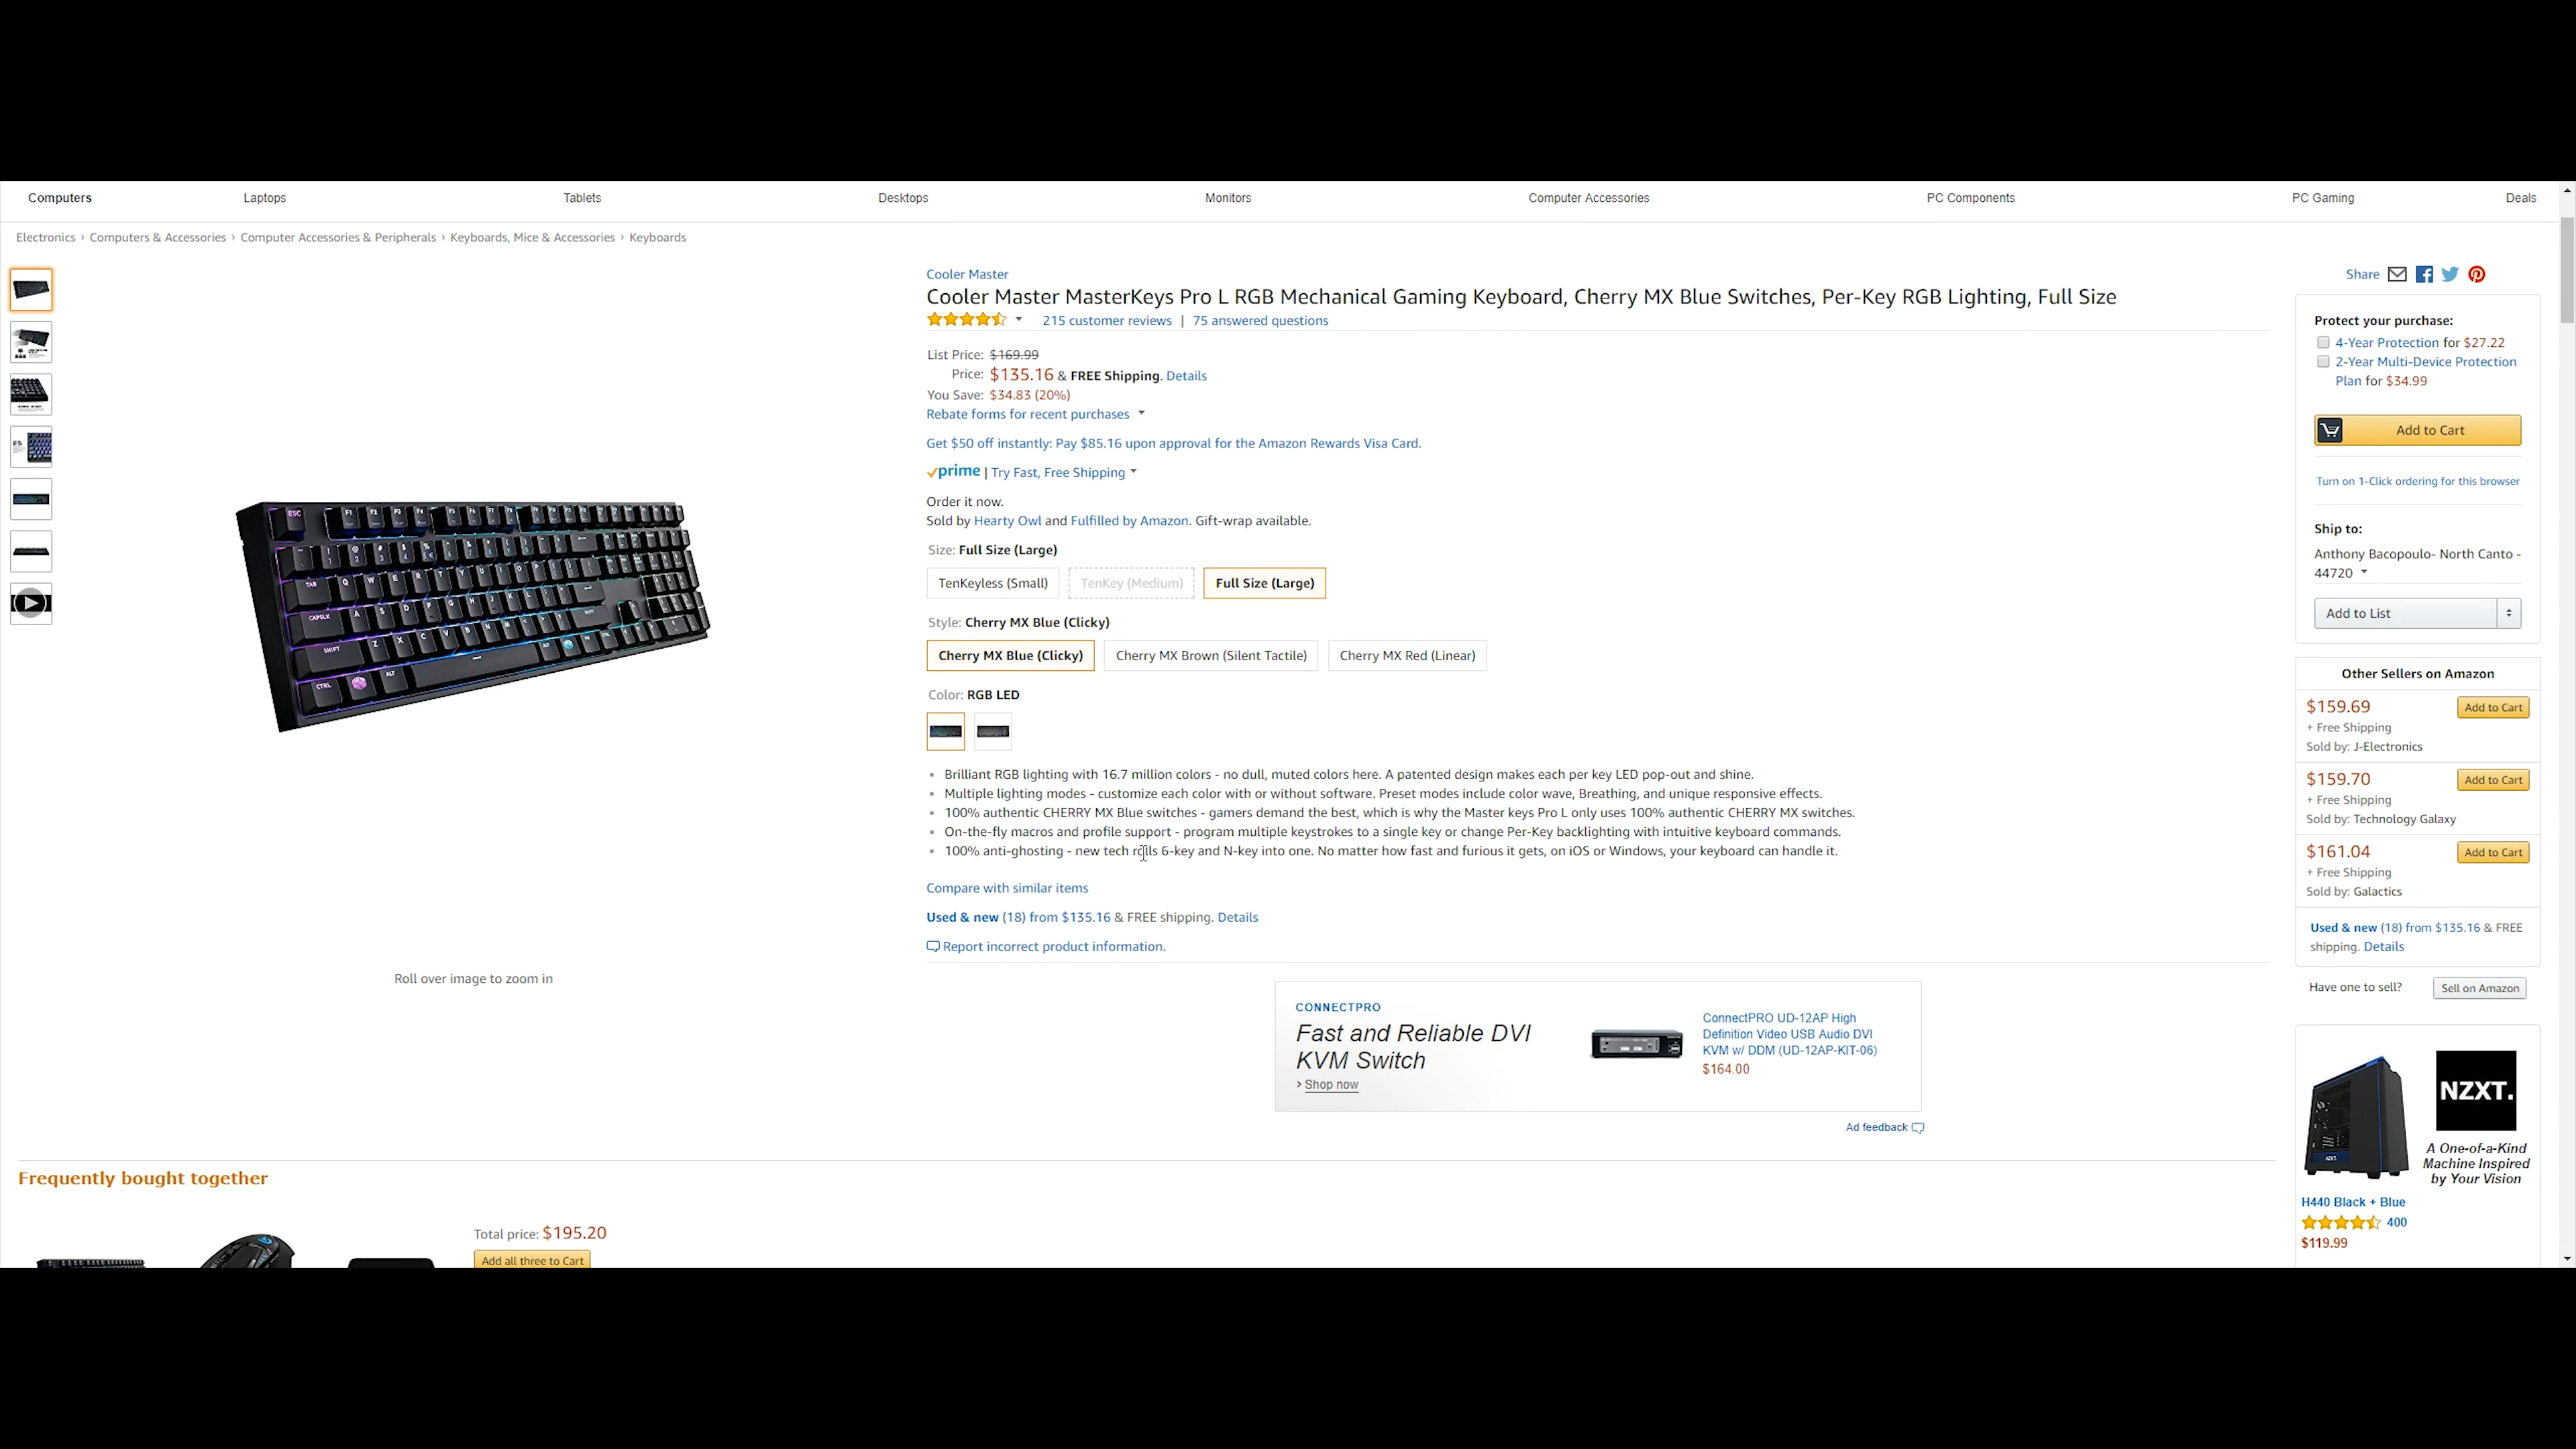 Computers
Laptops
Tablets
Desktops
Monitors
Computer Accessories
PC Components
PC Gaming
Deals
Electronics › Computers & Accessories › Computer Accessories & Peripherals › Keyboards, Mice & Accessories › Keyboards
Cooler Master
Cooler Master MasterKeys Pro L RGB Mechanical Gaming Keyboard, Cherry MX Blue Switches, Per-Key RGB Lighting, Full Size
215 customer reviews | 75 answered questions
List Price: $169.99
Price: $135.16 & FREE Shipping. Details
You Save: $34.83 (20%)
Rebate forms for recent purchases
Get $50 off instantly: Pay $85.16 upon approval for the Amazon Rewards Visa Card.
prime | Try Fast, Free Shipping
Order it now.
Sold by Hearty Owl and Fulfilled by Amazon. Gift-wrap available.
Size: Full Size (Large)
TenKeyless (Small)
TenKey (Medium)
Full Size (Large)
Style: Cherry MX Blue (Clicky)
Cherry MX Blue (Clicky)
Cherry MX Brown (Silent Tactile)
Cherry MX Red (Linear)
Color: RGB LED
• Brilliant RGB lighting with 16.7 million colors - no dull, muted colors here. A patented design makes each per key LED pop-out and shine.
• Multiple lighting modes - customize each color with or without software. Preset modes include color wave, Breathing, and unique responsive effects.
• 100% authentic CHERRY MX Blue switches - gamers demand the best, which is why the Master keys Pro L only uses 100% authentic CHERRY MX switches.
• On-the-fly macros and profile support - program multiple keystrokes to a single key or change Per-Key backlighting with intuitive keyboard commands.
• 100% anti-ghosting - new tech rolls 6-key and N-key into one. No matter how fast and furious it gets, on iOS or Windows, your keyboard can handle it.
Compare with similar items
Used & new (18) from $135.16 & FREE shipping. Details
Report incorrect product information.
Roll over image to zoom in
CONNECTPRO
Fast and Reliable DVI
KVM Switch
› Shop now
ConnectPRO UD-12AP High
Definition Video USB Audio DVI
KVM w/ DDM (UD-12AP-KIT-06)
$164.00
Ad feedback
Frequently bought together
Total price: $195.20
Add all three to Cart
Share
Protect your purchase:
4-Year Protection for $27.22
2-Year Multi-Device Protection
Plan for $34.99
Add to Cart
Turn on 1-Click ordering for this browser
Ship to:
Anthony Bacopoulo- North Canto -
44720
Add to List
Other Sellers on Amazon
$159.69
Add to Cart
+ Free Shipping
Sold by: J-Electronics
$159.70
Add to Cart
+ Free Shipping
Sold by: Technology Galaxy
$161.04
Add to Cart
+ Free Shipping
Sold by: Galactics
Used & new (18) from $135.16 & FREE
shipping. Details
Have one to sell?
Sell on Amazon
NZXT.
A One-of-a-Kind
Machine Inspired
by Your Vision
H440 Black + Blue
400
$119.99
ESC F1 F2 F3 F4 F5 F6 F7 F8
TAB Q W E R T Y U
CAPSLK A S D F G H
SHIFT Z X C V B N M
CTRL ALT